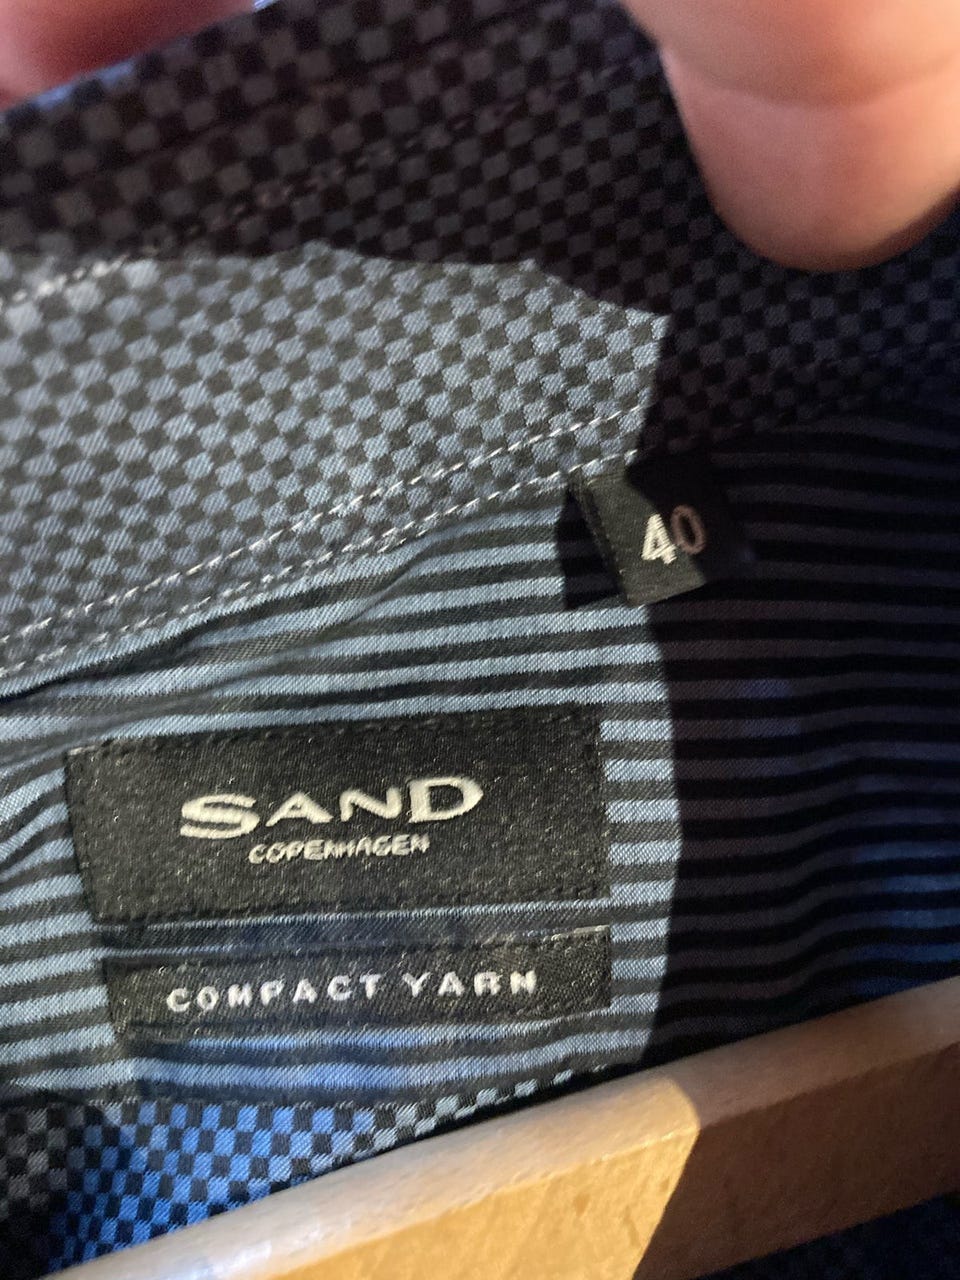 40
SAND
COPENHAGEN
COMPACT YARN